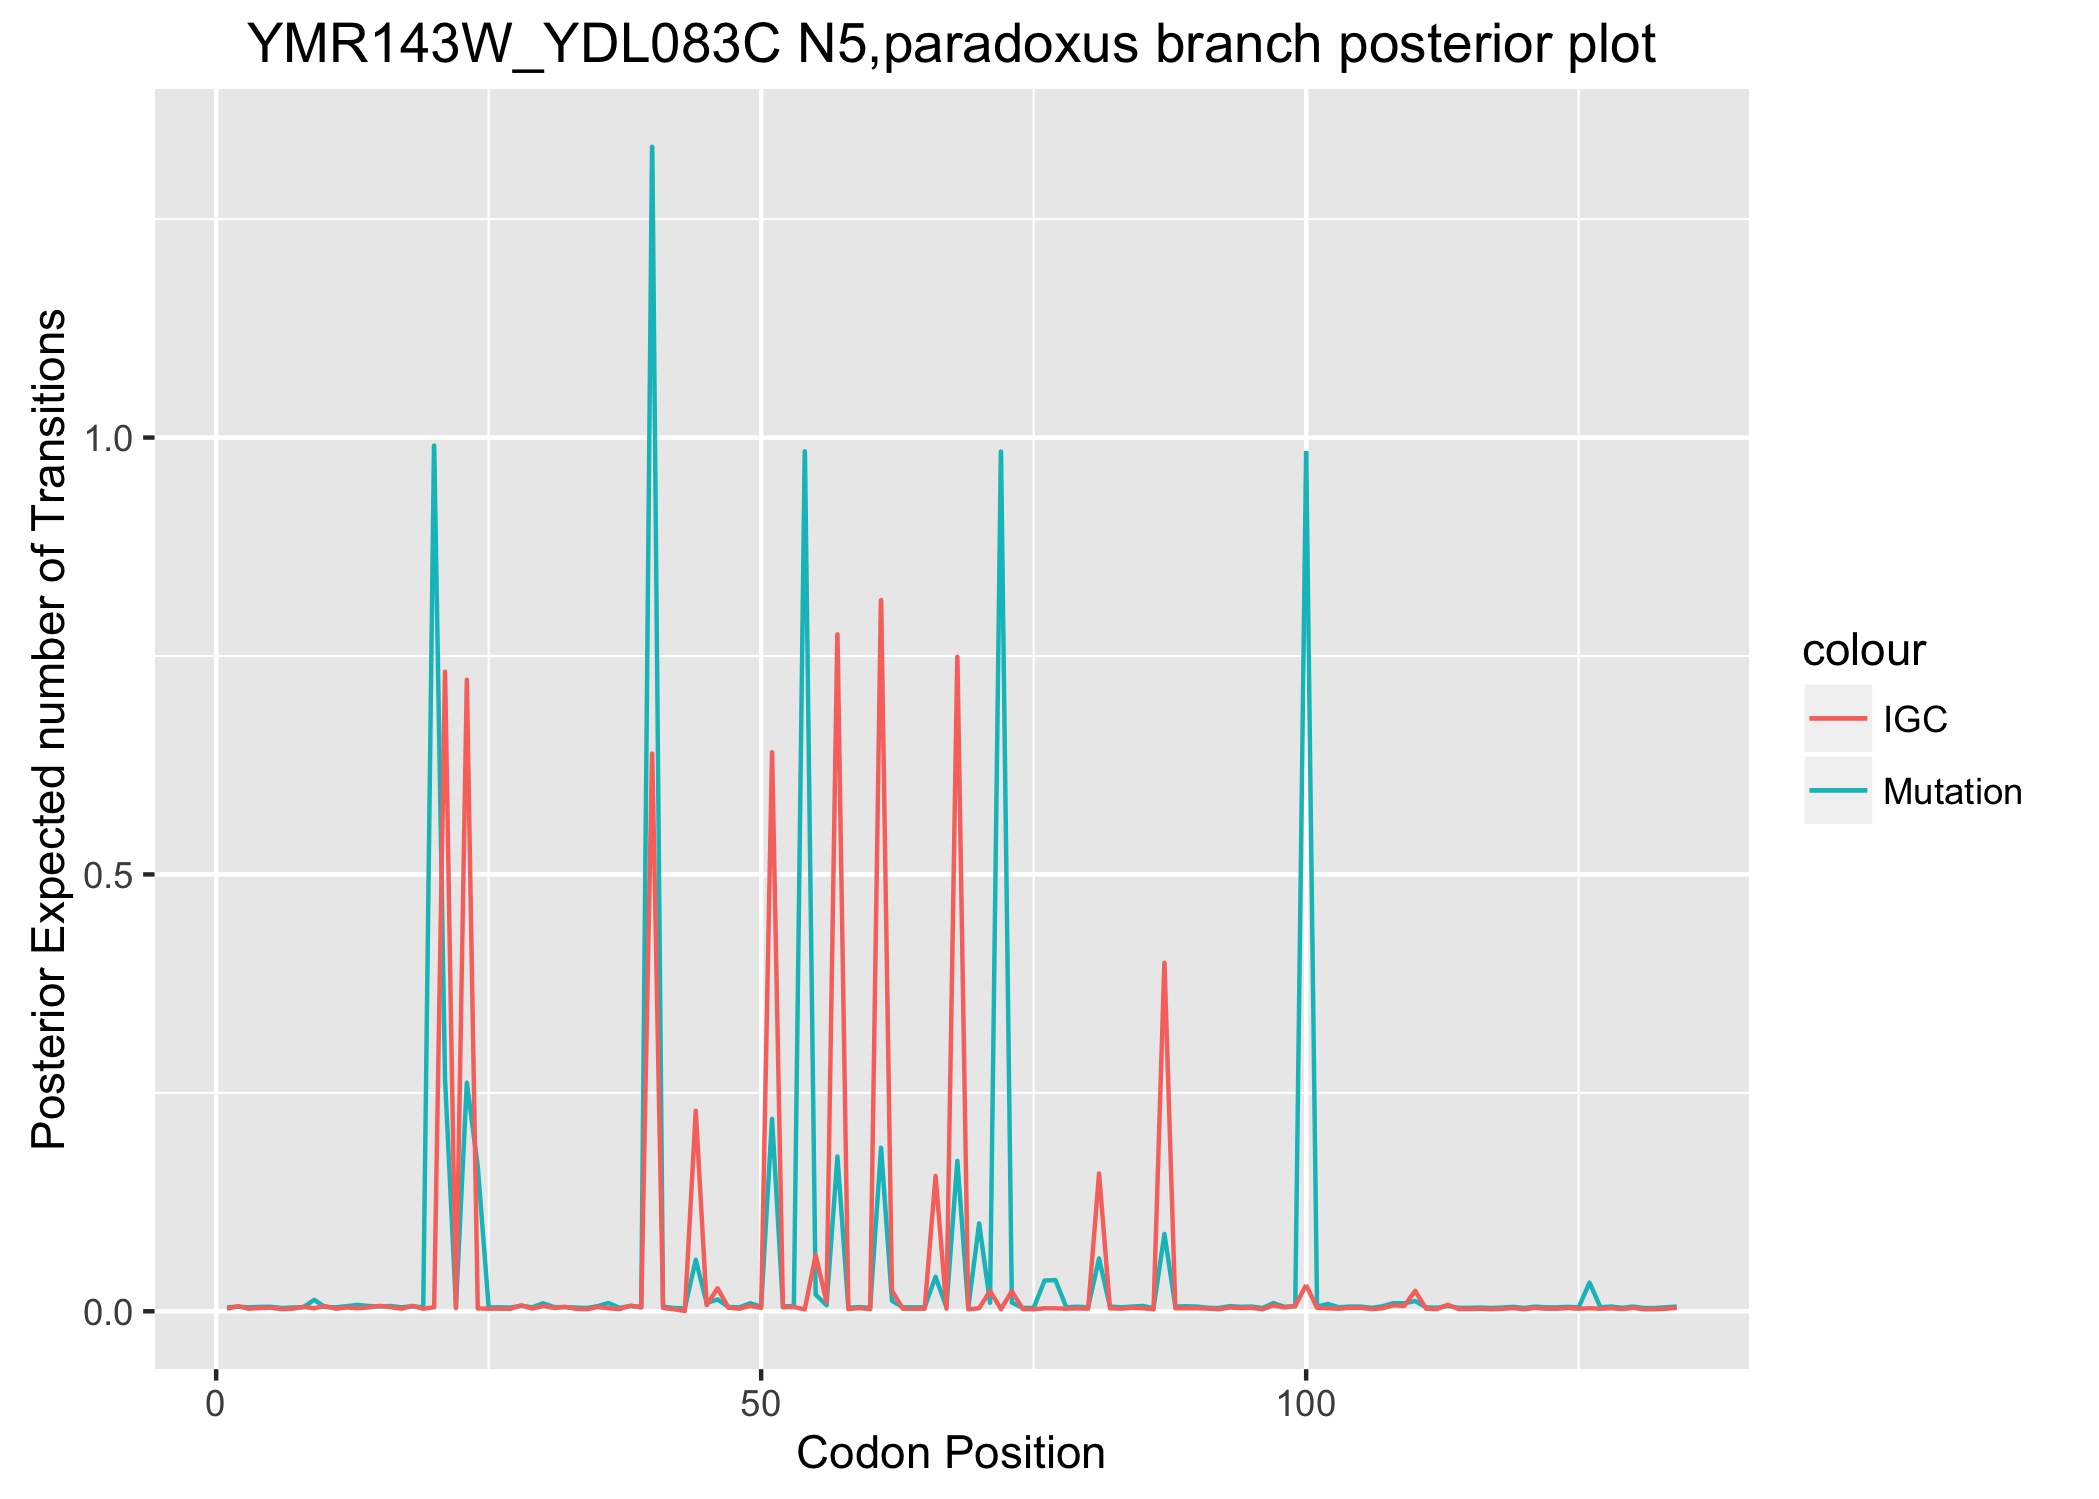 YMR143W_YDL083C N5,paradoxus branch posterior plot
Posterior Expected number of Transitions
1.0
0.5
0.0
0
50
100
Codon Position
colour
IGC
Mutation